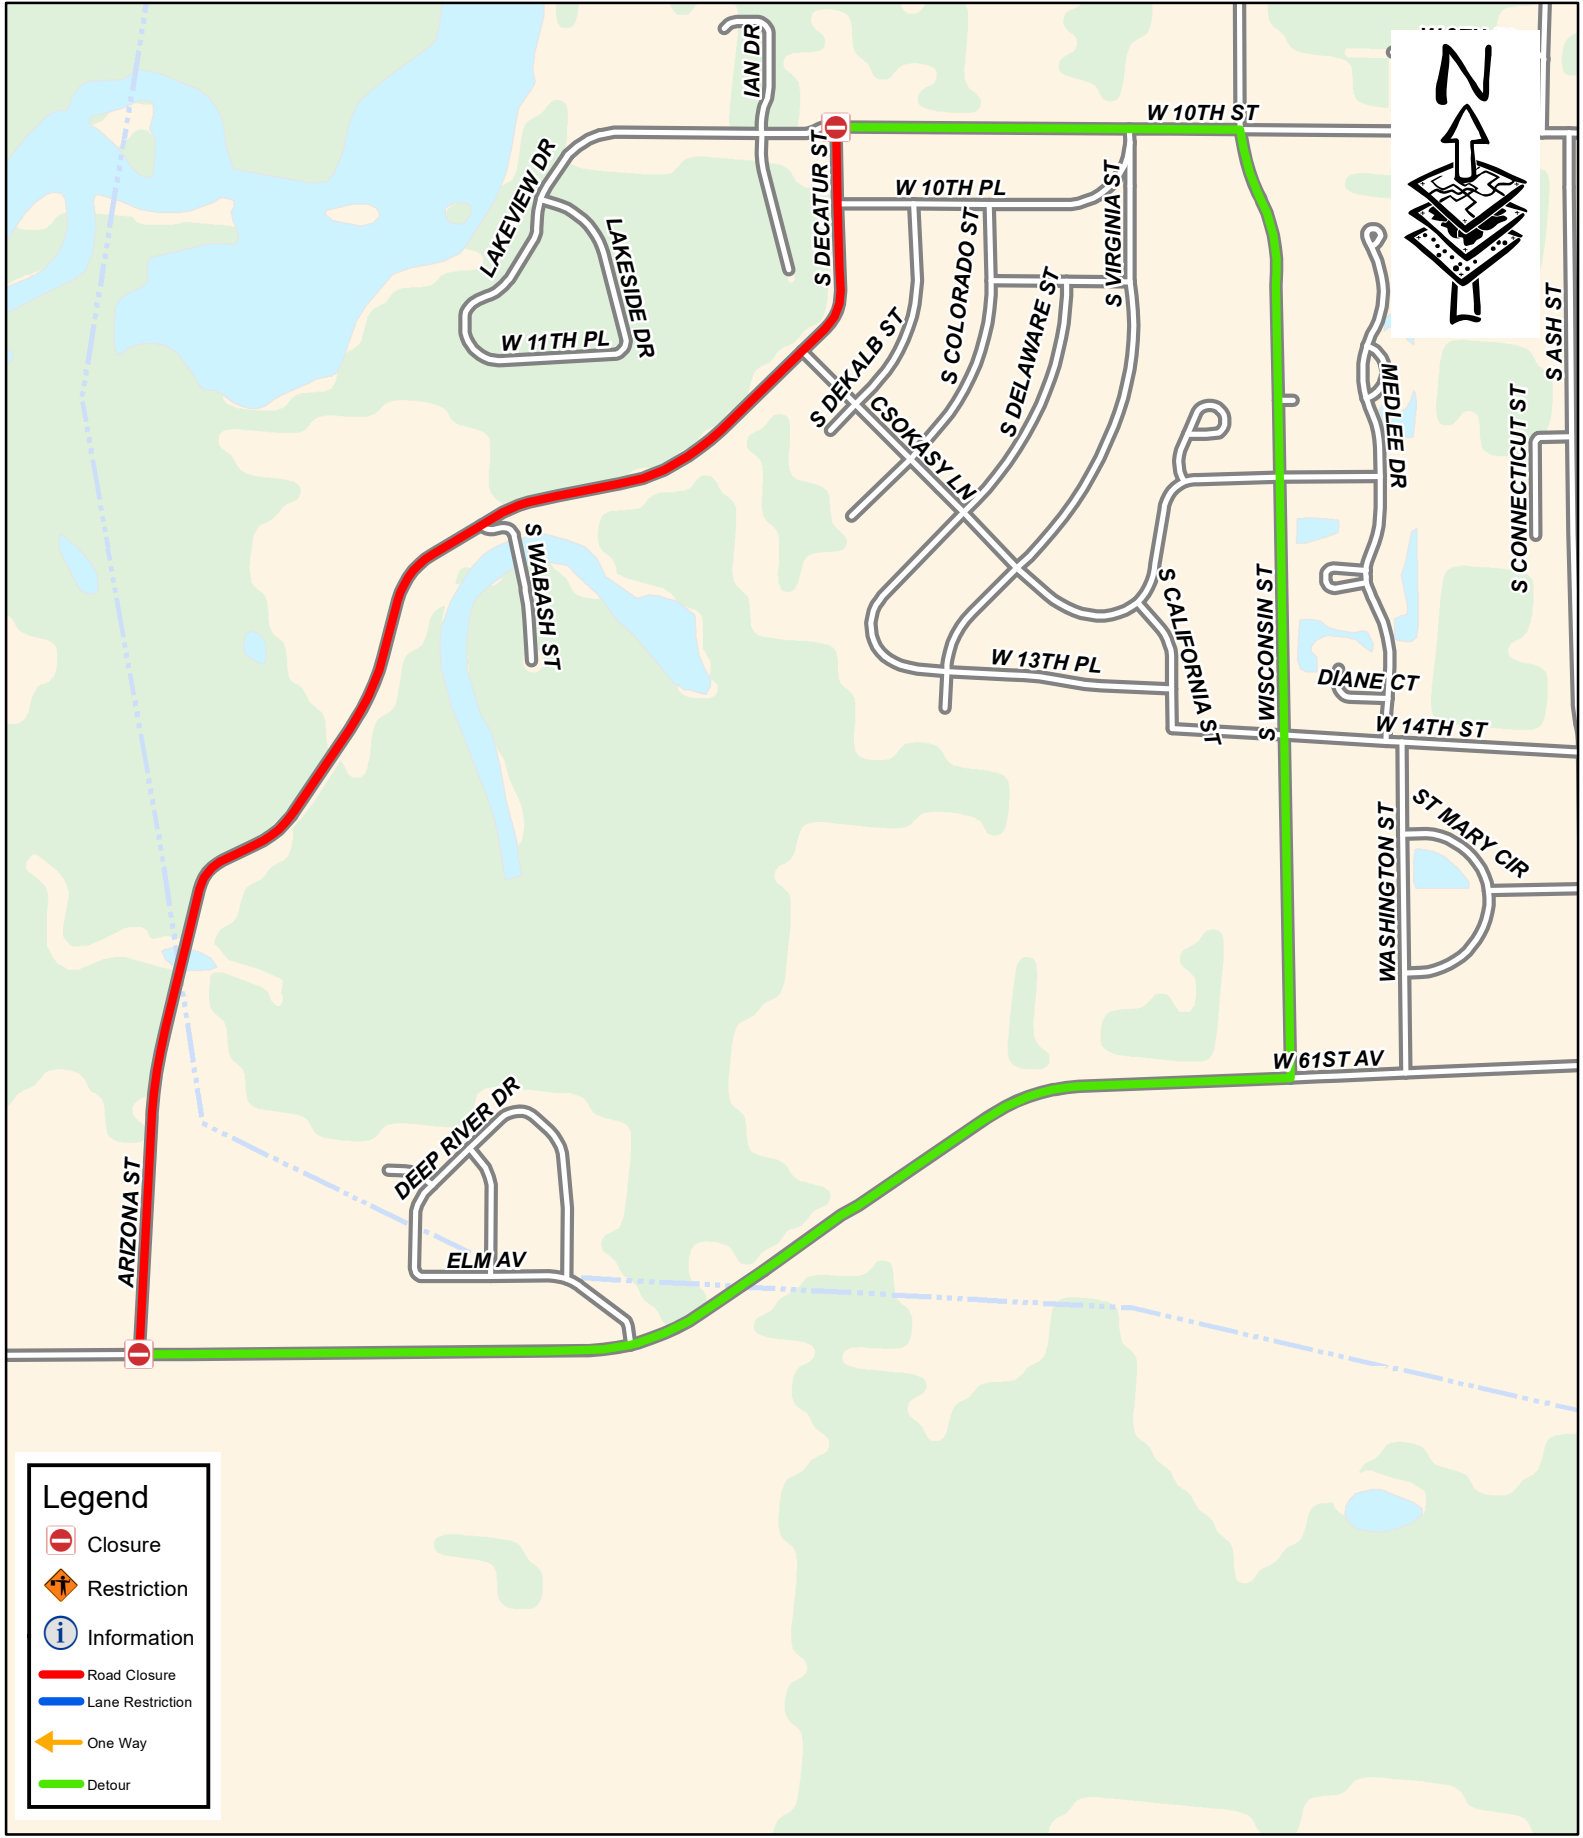 N
IAN DR
W 10TH ST
S DECATUR ST
LAKEVIEW DR
LAKESIDE DR
W 11TH PL
W 10TH PL
S VIRGINIA ST
S COLORADO ST
S DELAWARE ST
S DEKALB ST
CSOKASY LN
S ASH ST
MEDLEE DR
S CONNECTICUT ST
S WABASH ST
S CALIFORNIA ST
S WISCONSIN ST
W 13TH PL
DIANE CT
W 14TH ST
WASHINGTON ST
ST MARY CIR
W 61ST AV
DEEP RIVER DR
ELM AV
ARIZONA ST
Legend
Closure
Restriction
i Information
Road Closure
Lane Restriction
One Way
Detour